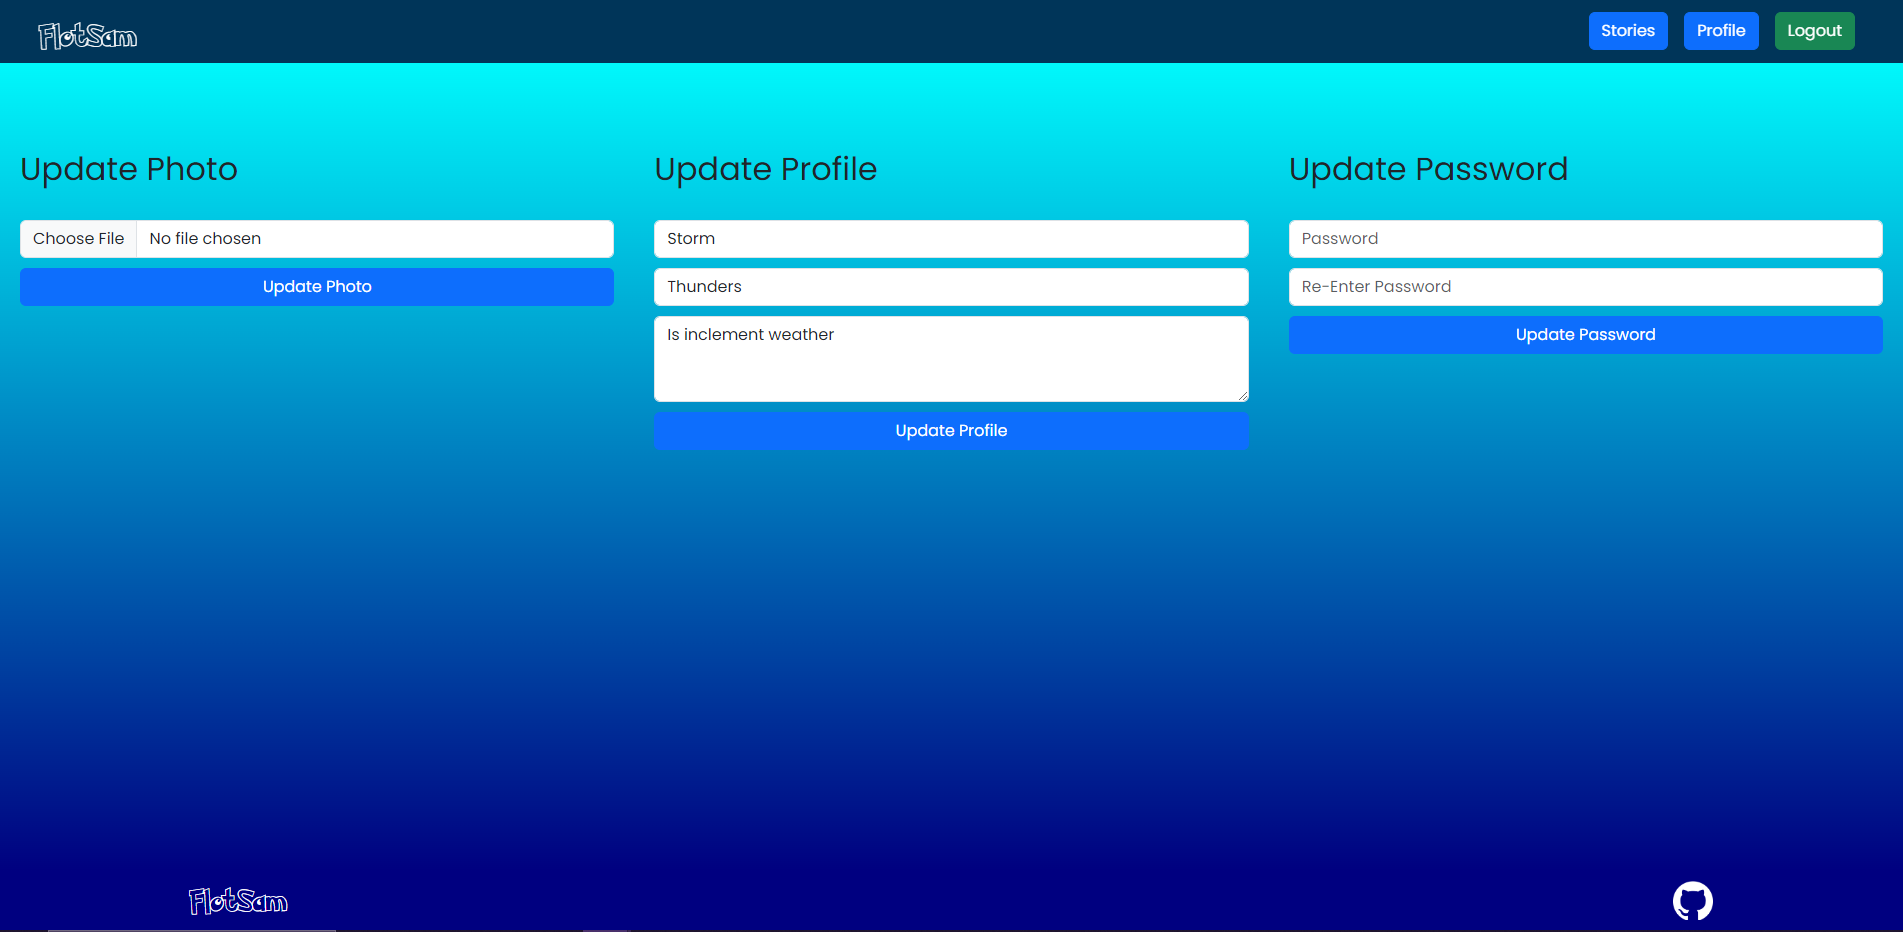 FlotSam
Stories
Profile
Logout
Update Photo
Choose File
No file chosen
Update Photo
Update Profile
Storm
Thunders
Is inclement weather
Update Profile
Update Password
Password
Re-Enter Password
Update Password
FlotSam